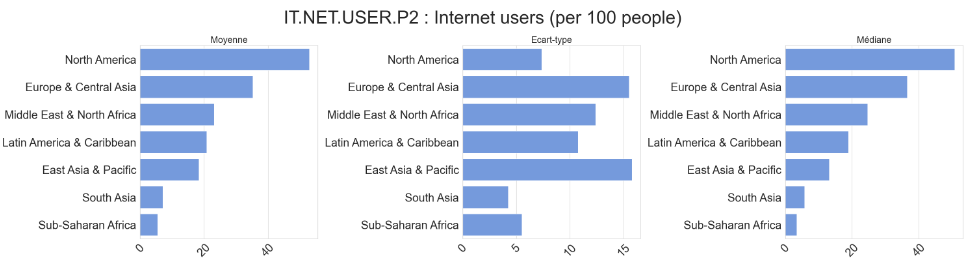 IT.NET.USER.P2 : Internet users (per 100 people)
Moyenne
North America
Europe & Central Asia
Middle East & North Africa
Latin America & Caribbean
East Asia & Pacific
South Asia
Sub-Saharan Africa
0 20 40
Ecart-type
North America
Europe & Central Asia
Middle East & North Africa
Latin America & Caribbean
East Asia & Pacific
South Asia
Sub-Saharan Africa
0 5 10 15
Médiane
North America
Europe & Central Asia
Middle East & North Africa
Latin America & Caribbean
East Asia & Pacific
South Asia
Sub-Saharan Africa
0 20 40